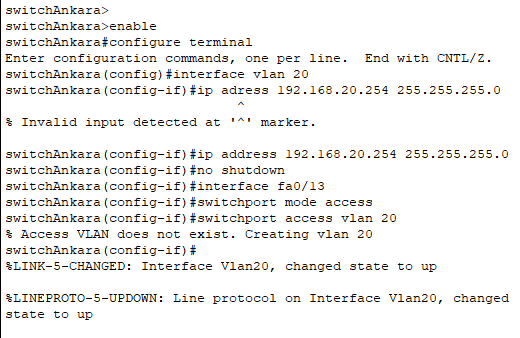 switchAnkara>
switchAnkara>enable
switchAnkara#configure terminal
Enter configuration commands, one per line.  End with CNTL/Z.
switchAnkara(config)#interface vlan 20
switchAnkara(config-if)#ip adress 192.168.20.254 255.255.255.0
^
% Invalid input detected at '^' marker.
switchAnkara(config-if)#ip address 192.168.20.254 255.255.255.0
switchAnkara(config-if)#no shutdown
switchAnkara(config-if)#interface fa0/13
switchAnkara(config-if)#switchport mode access
switchAnkara(config-if)#switchport access vlan 20
% Access VLAN does not exist. Creating vlan 20
switchAnkara(config-if)#
%LINK-5-CHANGED: Interface Vlan20, changed state to up
%LINEPROTO-5-UPDOWN: Line protocol on Interface Vlan20, changed
state to up